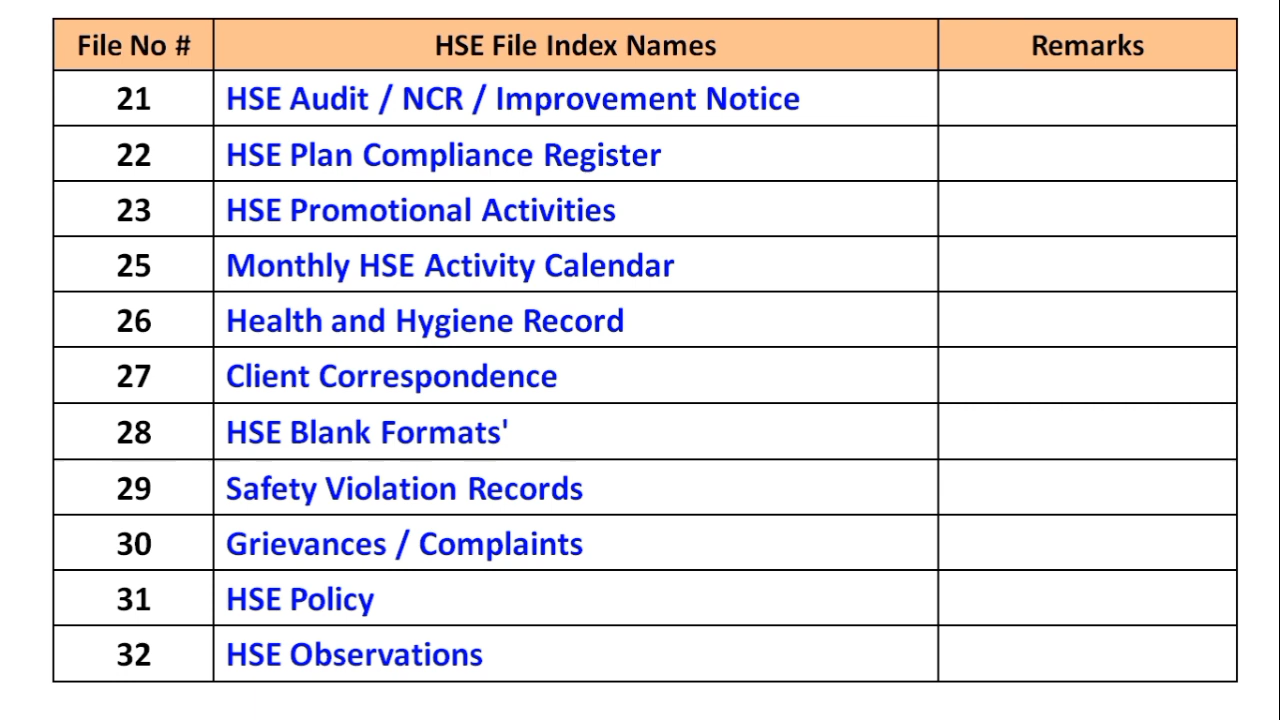 File No # HSE File Index Names Remarks
21 HSE Audit / NCR / Improvement Notice
22 HSE Plan Compliance Register
23 HSE Promotional Activities
25 Monthly HSE Activity Calendar
26 Health and Hygiene Record
27 Client Correspondence
28 HSE Blank Formats'
29 Safety Violation Records
30 Grievances / Complaints
31 HSE Policy
32 HSE Observations